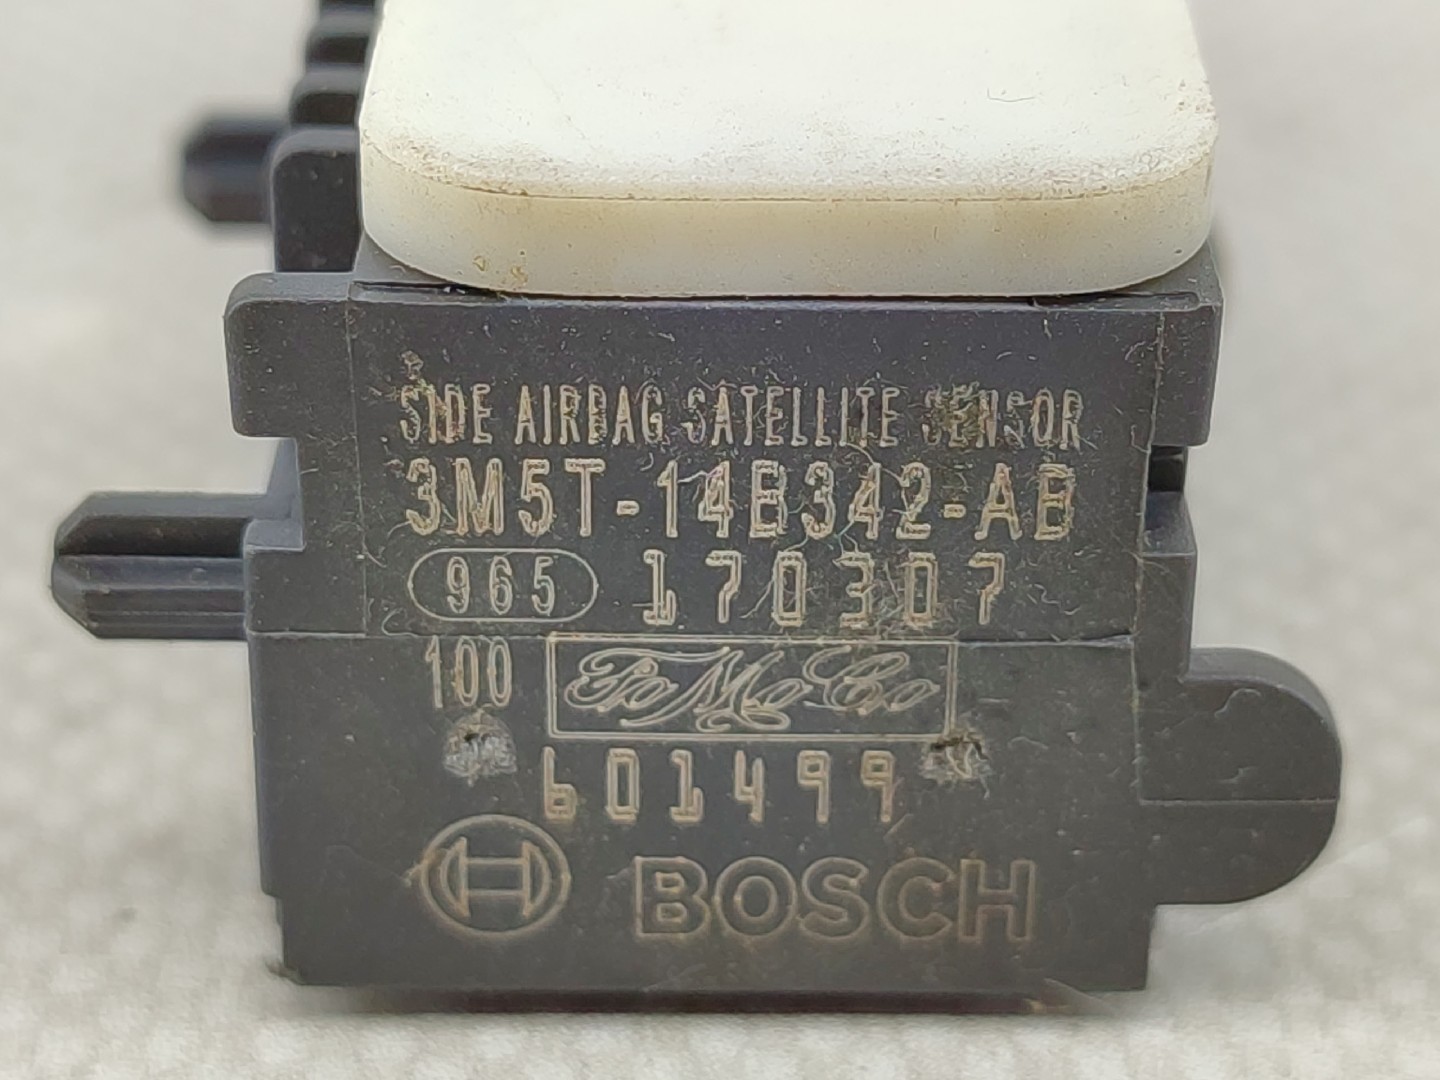 SIDE AIRBAG SATELLITE SENSOR
3M5T-14B342-AB
965 170307
100 FoMoCo
601499
BOSCH